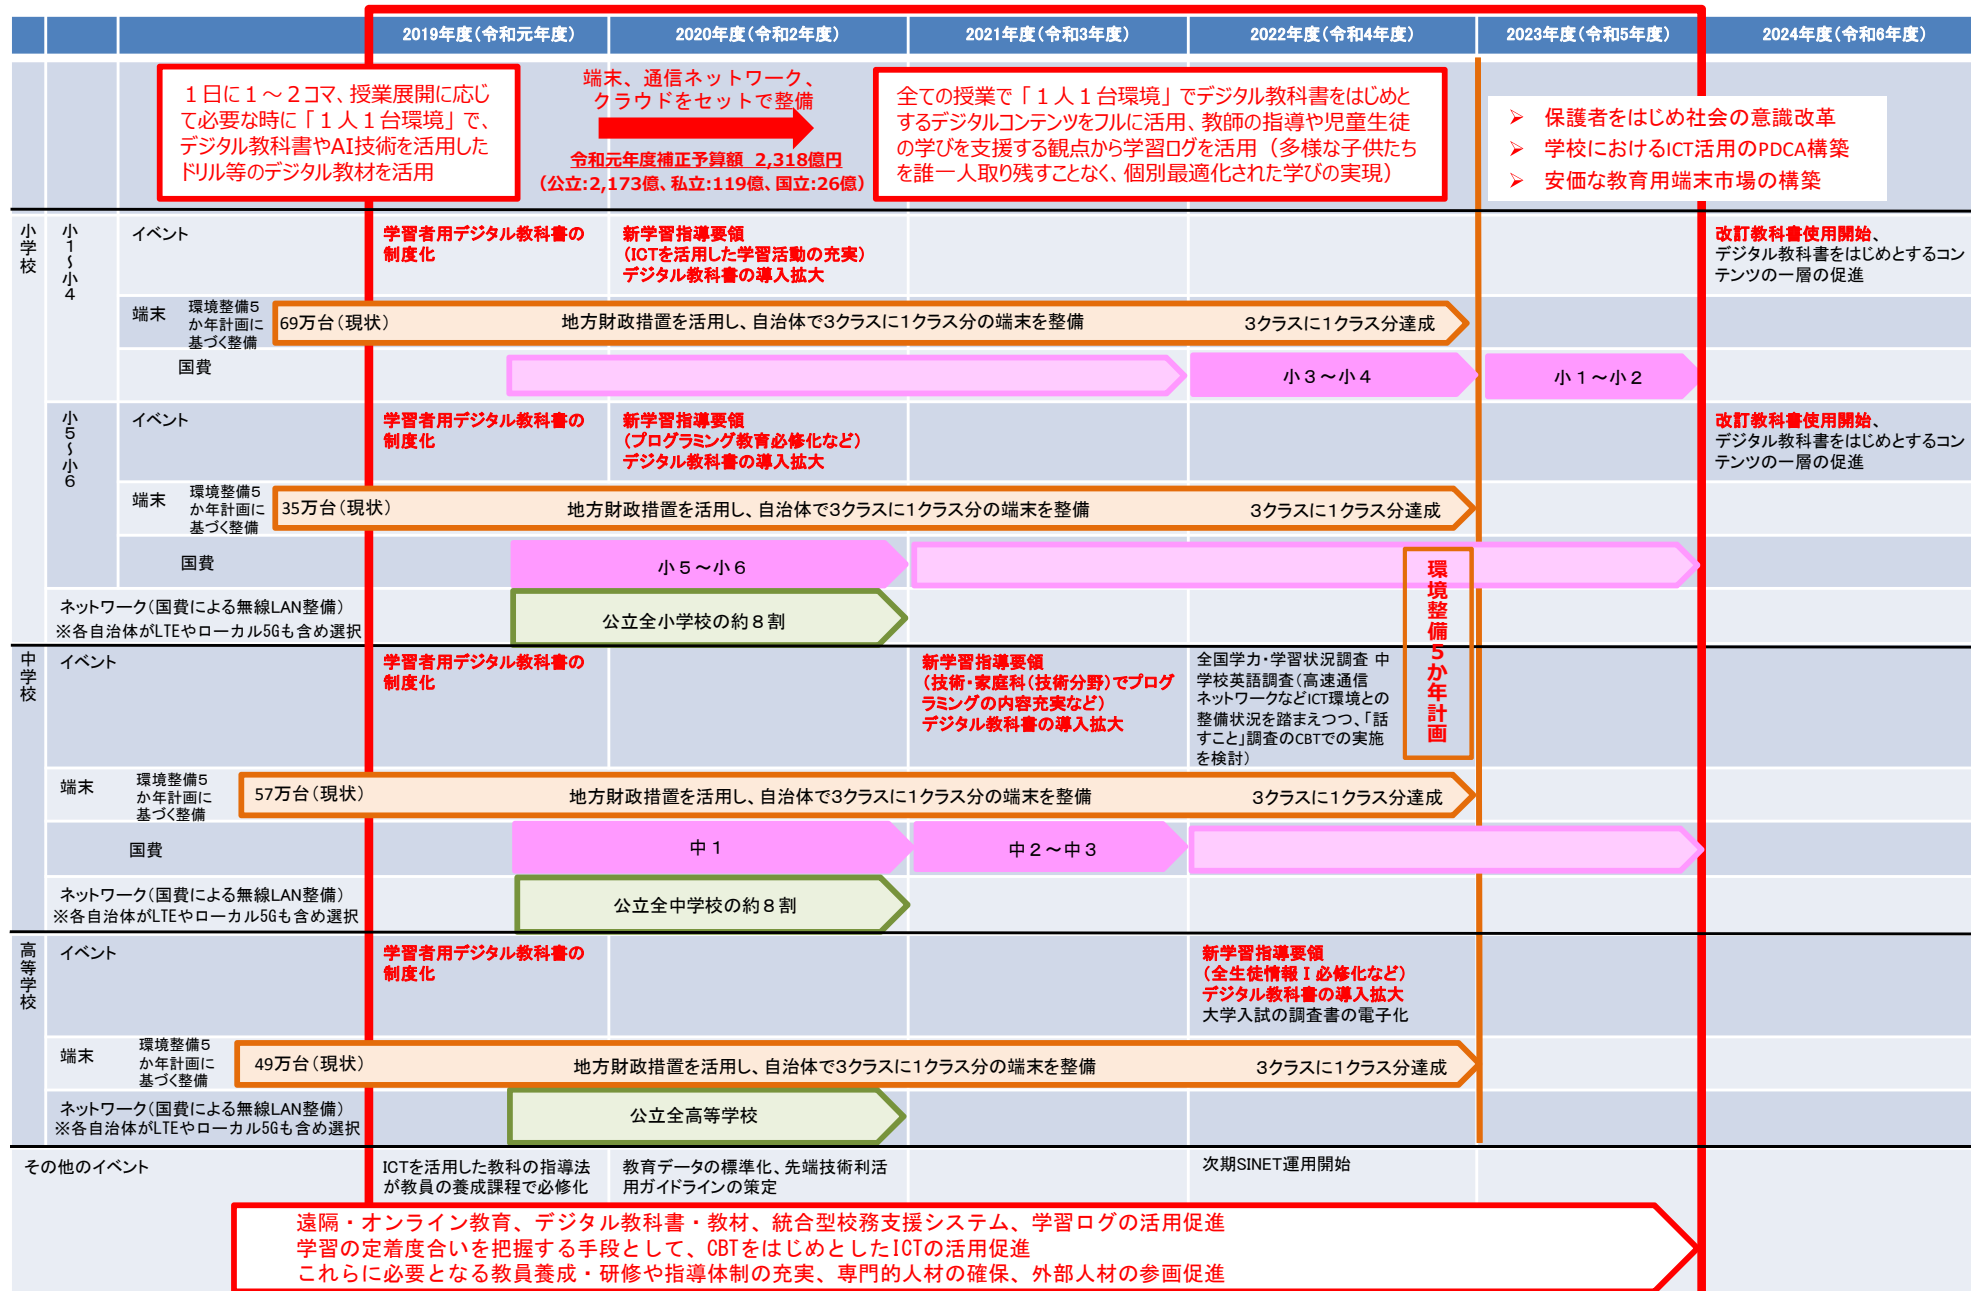 2019年度(令和元年度)
2020年度(令和2年度)
2021年度(令和3年度)
2022年度(令和4年度)
2023年度(令和5年度)
2024年度(令和6年度)
１日に１～２コマ、授業展開に応じ
て必要な時に「１人１台環境」で、
デジタル教科書やAI技術を活用した
ドリル等のデジタル教材を活用
端末、通信ネットワーク、
クラウドをセットで整備
令和元年度補正予算額 2,318億円
(公立:2,173億、私立:119億、国立:26億)
全ての授業で「１人１台環境」でデジタル教科書をはじめと
するデジタルコンテンツをフルに活用、教師の指導や児童生徒
の学びを支援する観点から学習ログを活用（多様な子供たち
を誰一人取り残すことなく、個別最適化された学びの実現）
➢ 保護者をはじめ社会の意識改革
➢ 学校におけるICT活用のPDCA構築
➢ 安価な教育用端末市場の構築
小学校
小1～小4
イベント
学習者用デジタル教科書の
制度化
新学習指導要領
(ICTを活用した学習活動の充実)
デジタル教科書の導入拡大
改訂教科書使用開始、
デジタル教科書をはじめとするコン
テンツの一層の促進
端末
環境整備5
か年計画に
基づく整備
69万台(現状)
地方財政措置を活用し、自治体で3クラスに1クラス分の端末を整備
3クラスに1クラス分達成
国費
小３～小４
小１～小２
小5～小6
イベント
学習者用デジタル教科書の
制度化
新学習指導要領
(プログラミング教育必修化など)
デジタル教科書の導入拡大
改訂教科書使用開始、
デジタル教科書をはじめとするコン
テンツの一層の促進
端末
環境整備5
か年計画に
基づく整備
35万台(現状)
地方財政措置を活用し、自治体で3クラスに1クラス分の端末を整備
3クラスに1クラス分達成
国費
小５～小６
環境整備5か年計画
ネットワーク(国費による無線LAN整備)
※各自治体がLTEやローカル5Gも含め選択
公立全小学校の約８割
中学校
イベント
学習者用デジタル教科書の
制度化
新学習指導要領
(技術・家庭科(技術分野)でプログ
ラミングの内容充実など)
デジタル教科書の導入拡大
全国学力・学習状況調査 中
学校英語調査(高速通信
ネットワークなどICT環境との
整備状況を踏まえつつ、「話
すこと」調査のCBTでの実施
を検討)
端末
環境整備5
か年計画に
基づく整備
57万台(現状)
地方財政措置を活用し、自治体で3クラスに1クラス分の端末を整備
3クラスに1クラス分達成
国費
中１
中２～中３
ネットワーク(国費による無線LAN整備)
※各自治体がLTEやローカル5Gも含め選択
公立全中学校の約８割
高等学校
イベント
学習者用デジタル教科書の
制度化
新学習指導要領
(全生徒情報Ⅰ必修化など)
デジタル教科書の導入拡大
大学入試の調査書の電子化
端末
環境整備5
か年計画に
基づく整備
49万台(現状)
地方財政措置を活用し、自治体で3クラスに1クラス分の端末を整備
3クラスに1クラス分達成
ネットワーク(国費による無線LAN整備)
※各自治体がLTEやローカル5Gも含め選択
公立全高等学校
その他のイベント
ICTを活用した教科の指導法
が教員の養成課程で必修化
教育データの標準化、先端技術利活
用ガイドラインの策定
次期SINET運用開始
遠隔・オンライン教育、デジタル教科書・教材、統合型校務支援システム、学習ログの活用促進
学習の定着度合いを把握する手段として、CBTをはじめとしたICTの活用促進
これらに必要となる教員養成・研修や指導体制の充実、専門的人材の確保、外部人材の参画促進